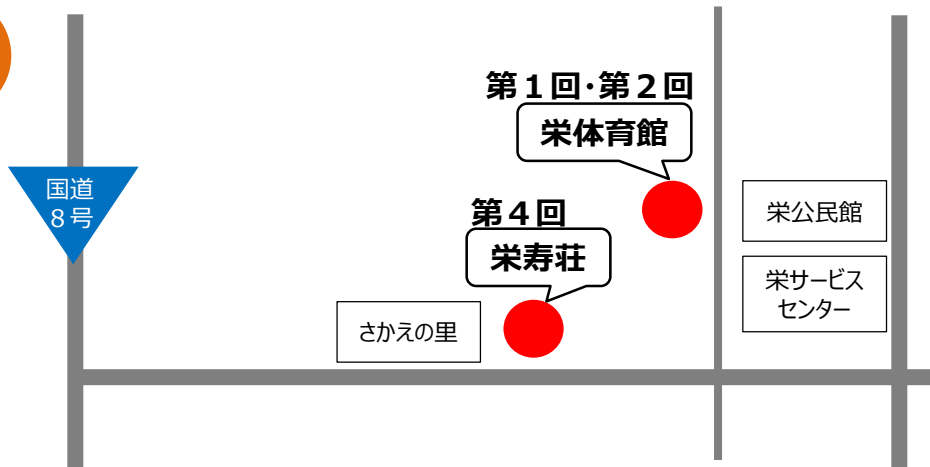 第１回・第２回
栄体育館
国道
８号
栄公民館
第４回
栄寿荘
栄サービス
センター
さかえの里